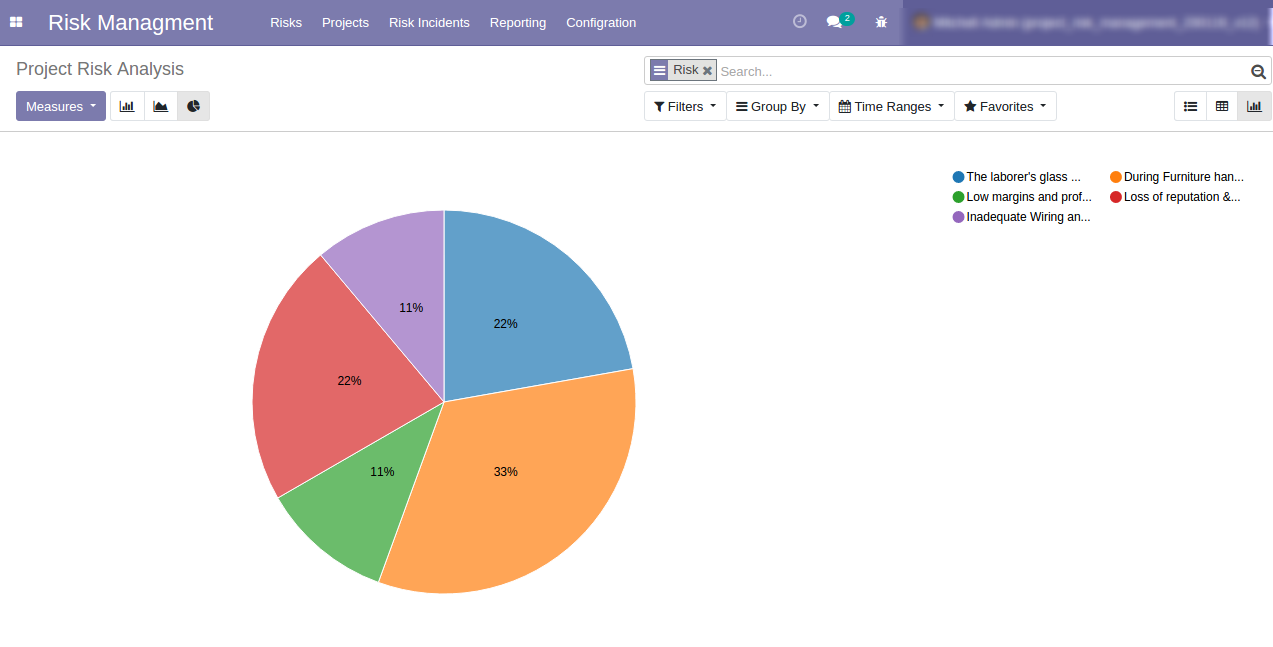 Risk Managment Risks Projects Risk Incidents Reporting Configration 2
Project Risk Analysis
Risk Search...
Measures Filters Group By Time Ranges Favorites
The laborer's glass ... During Furniture han...
Low margins and prof... Loss of reputation &...
Inadequate Wiring an...
11%
22%
22%
11%
33%